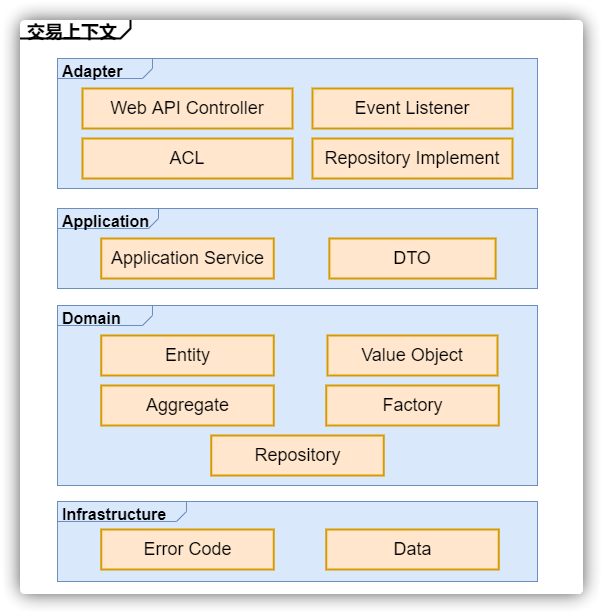 交易上下文
Adapter
Web API Controller
Event Listener
ACL
Repository Implement
Application
Application Service
DTO
Domain
Entity
Value Object
Aggregate
Factory
Repository
Infrastructure
Error Code
Data